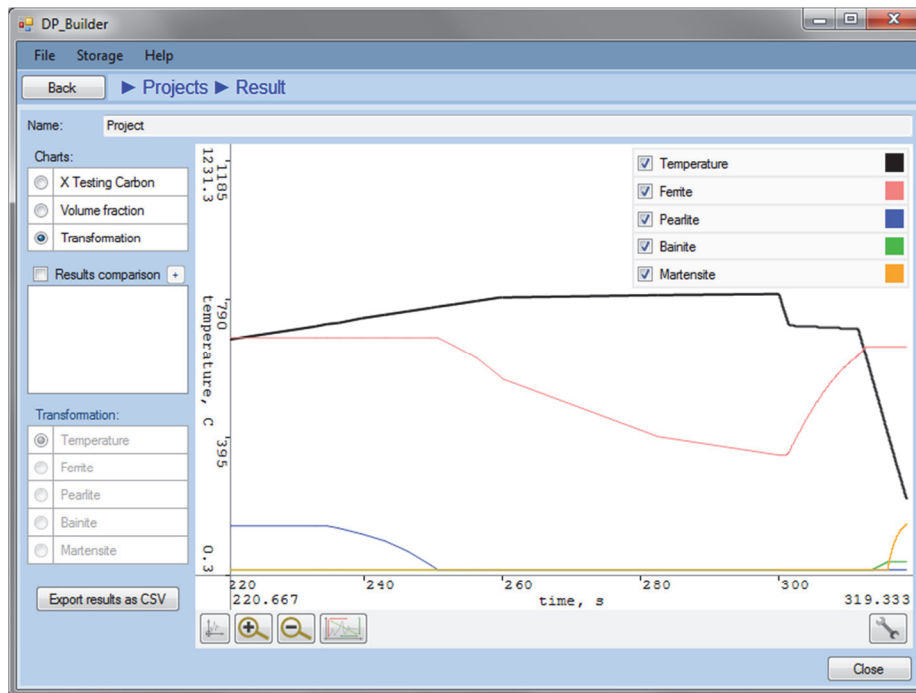 DP_Builder
File Storage Help
Back ► Projects ► Result
Name: Project
Charts:
X Testing Carbon
Volume fraction
Transformation
Results comparison +
Transformation:
Temperature
Ferrite
Pearlite
Bainite
Martensite
Export results as CSV
1185
1231.3
790
temperature, C
395
0.3
Temperature
Ferrite
Pearlite
Bainite
Martensite
220 240 260 280 300
220.667 time, s 319.333
Close